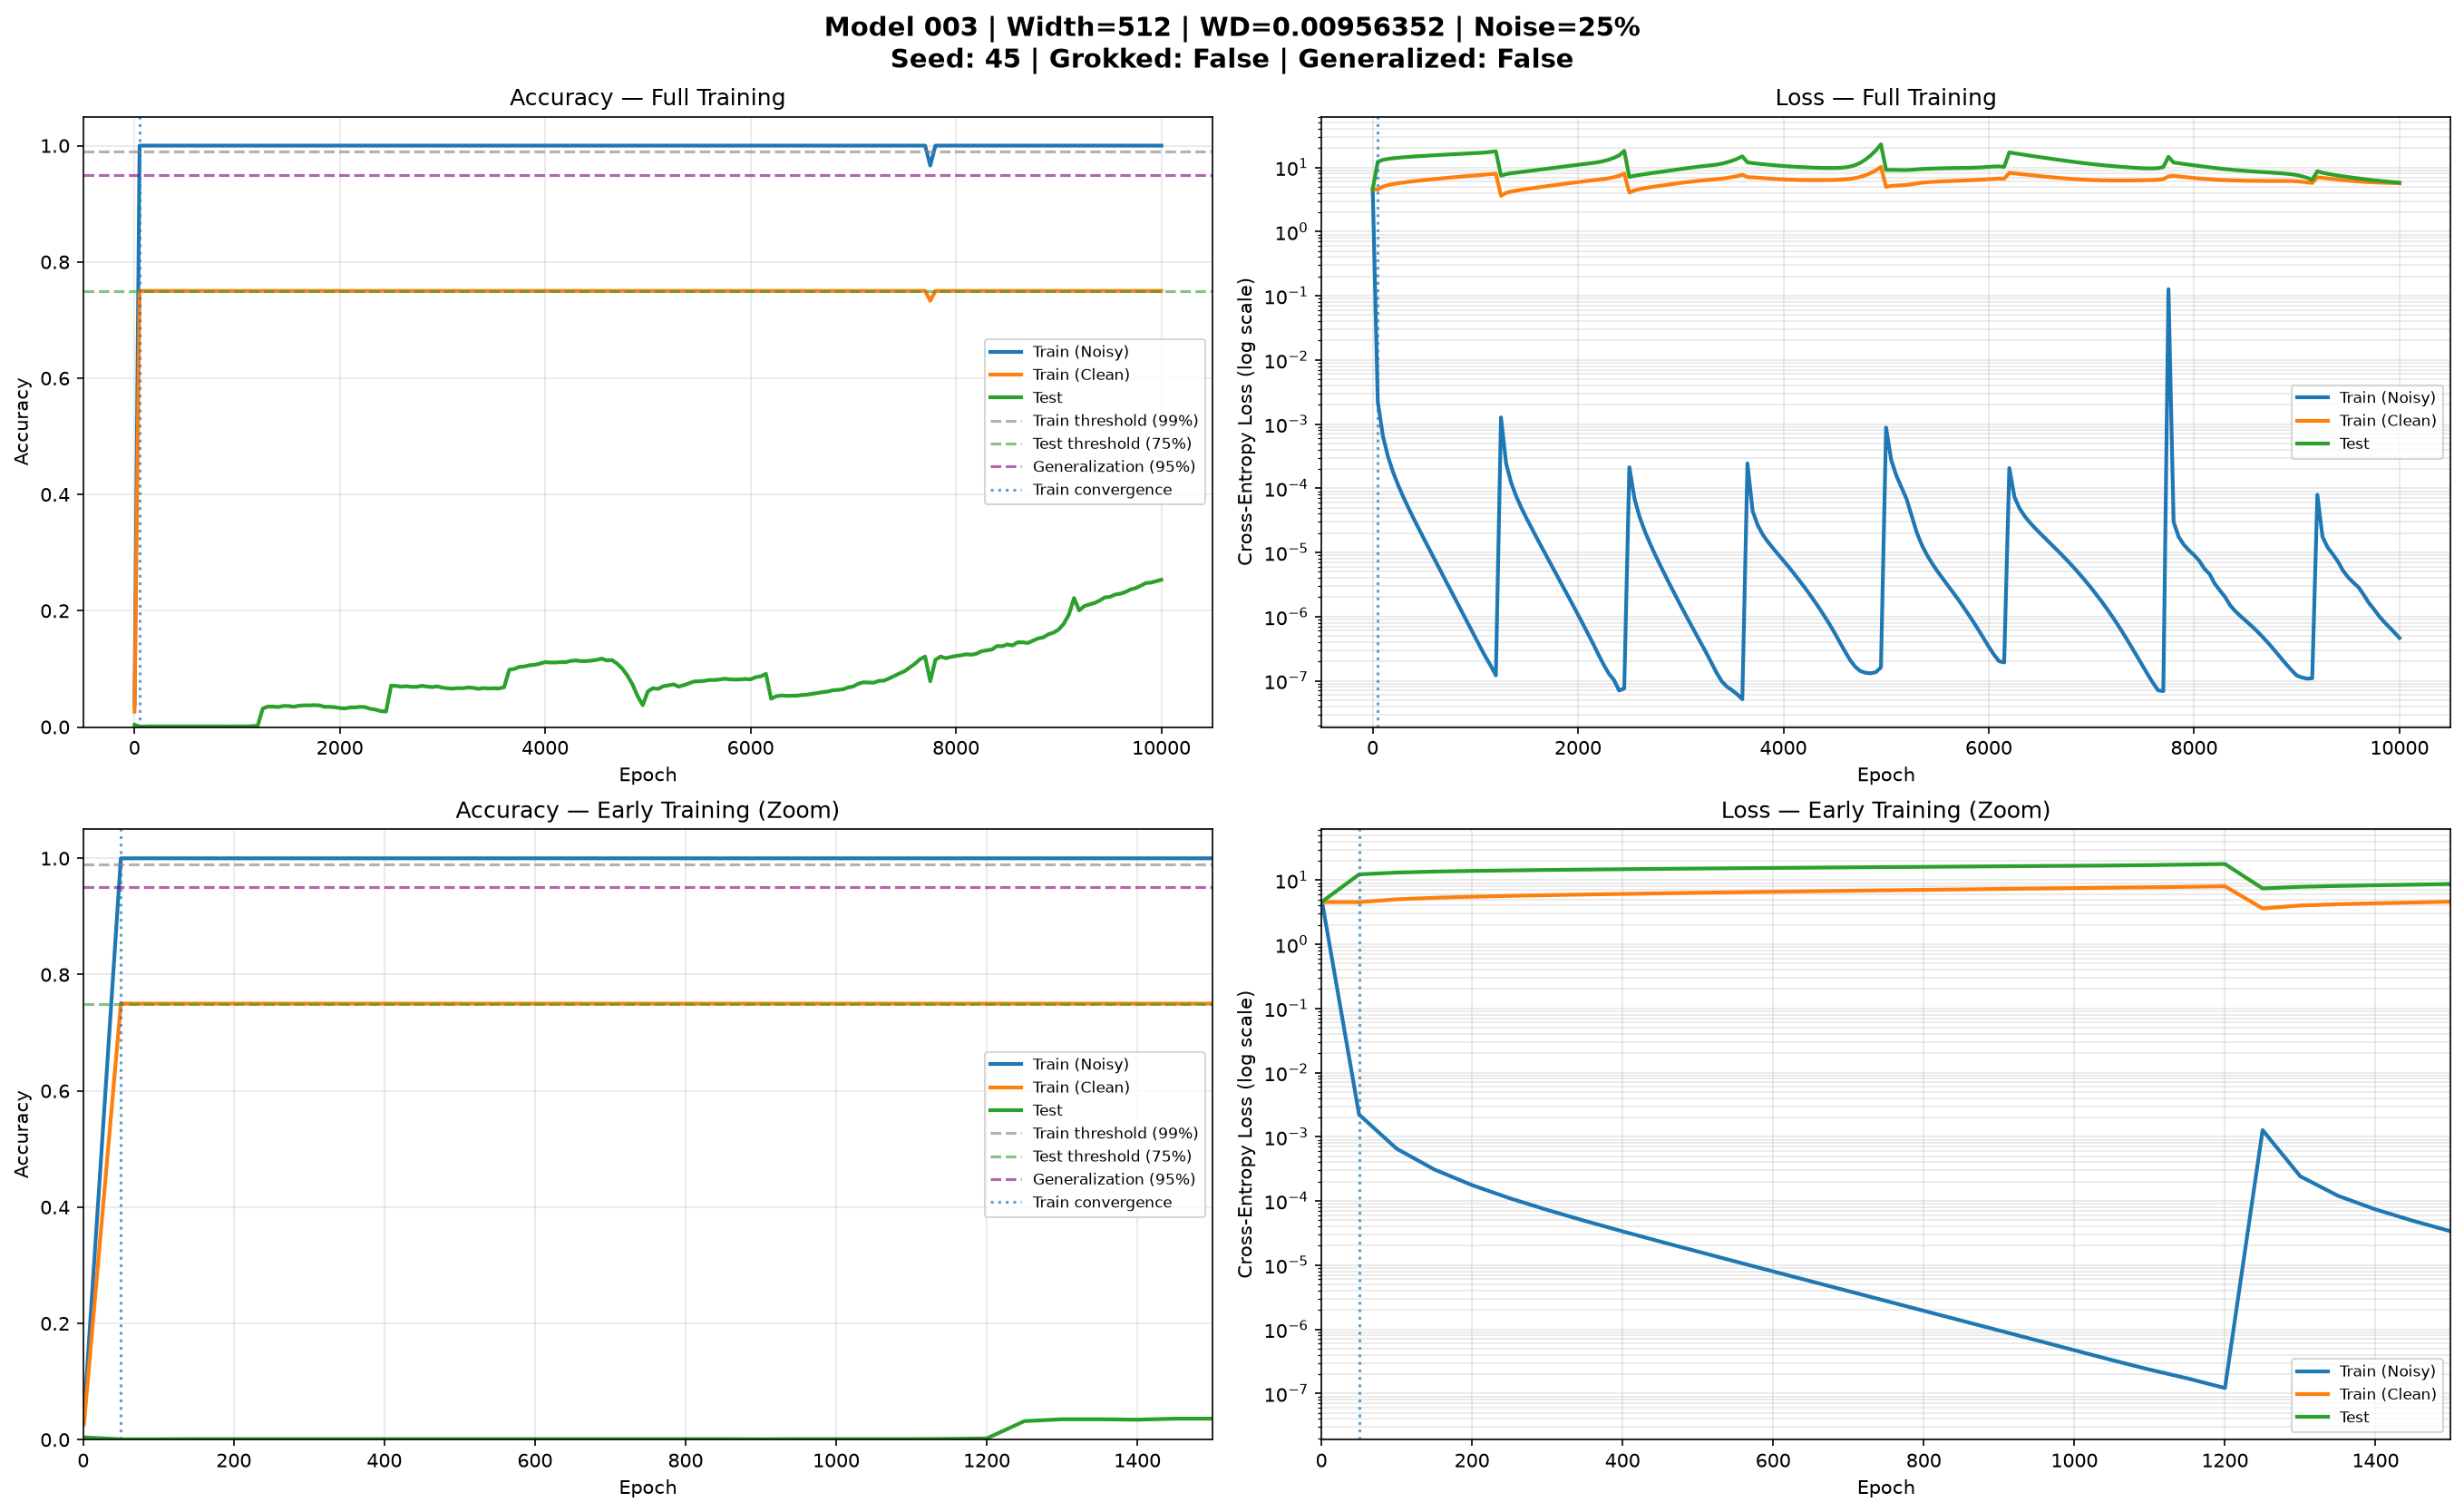 Model 003 | Width=512 | WD=0.00956352 | Noise=25%
Seed: 45 | Grokked: False | Generalized: False
Accuracy — Full Training
1.0
0.8
0.6
0.4
0.2
0.0
Accuracy
0
2000
4000
6000
8000
10000
Epoch
Train (Noisy)
Train (Clean)
Test
Train threshold (99%)
Test threshold (75%)
Generalization (95%)
Train convergence
Loss — Full Training
10¹
10⁰
10⁻¹
10⁻²
10⁻³
10⁻⁴
10⁻⁵
10⁻⁶
10⁻⁷
Cross-Entropy Loss (log scale)
0
2000
4000
6000
8000
10000
Epoch
Train (Noisy)
Train (Clean)
Test
Accuracy — Early Training (Zoom)
1.0
0.8
0.6
0.4
0.2
0.0
Accuracy
0
200
400
600
800
1000
1200
1400
Epoch
Train (Noisy)
Train (Clean)
Test
Train threshold (99%)
Test threshold (75%)
Generalization (95%)
Train convergence
Loss — Early Training (Zoom)
10¹
10⁰
10⁻¹
10⁻²
10⁻³
10⁻⁴
10⁻⁵
10⁻⁶
10⁻⁷
Cross-Entropy Loss (log scale)
0
200
400
600
800
1000
1200
1400
Epoch
Train (Noisy)
Train (Clean)
Test